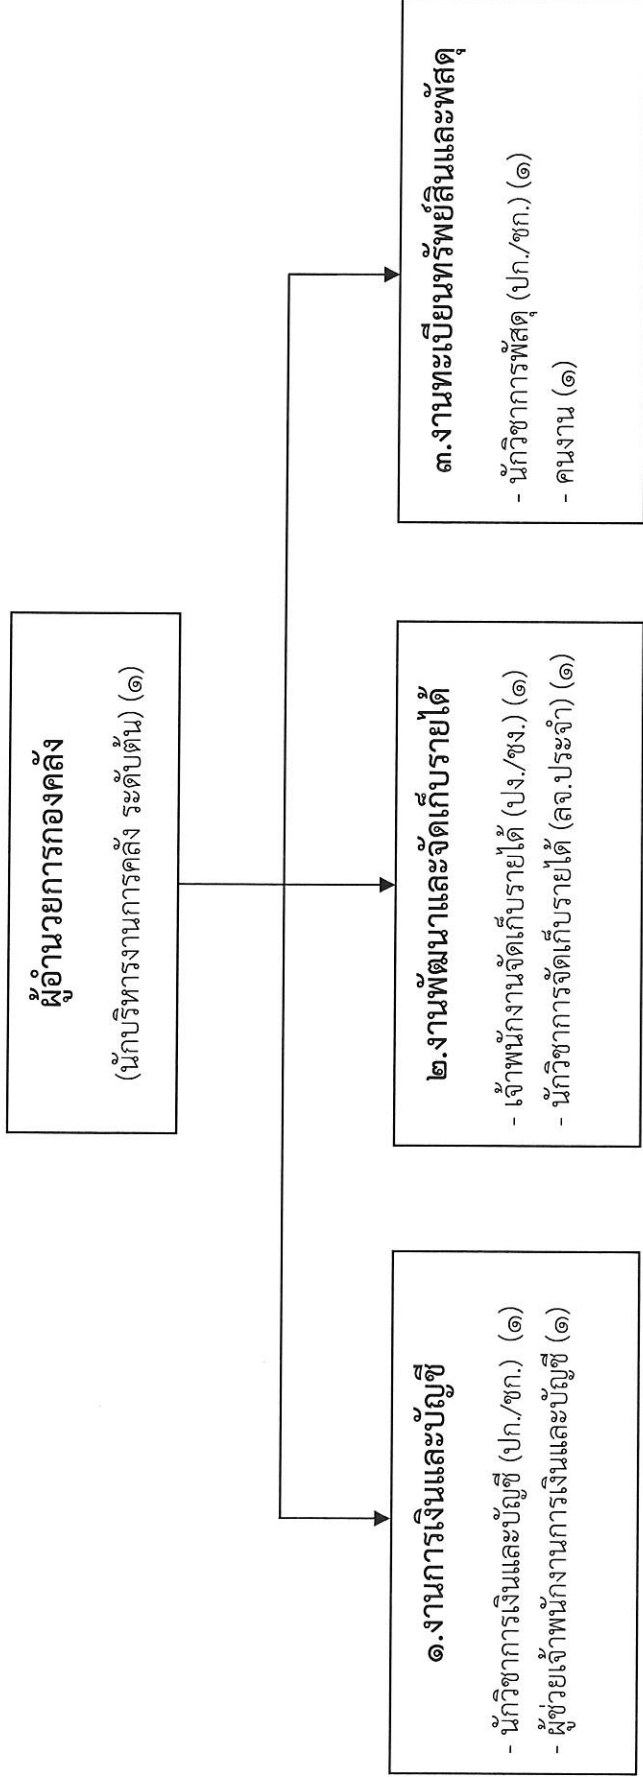 ผู้อำนวยการกองคลัง
(นักบริหารงานการคลัง ระดับต้น) (๑)
๑.งานการเงินและบัญชี
- นักวิชาการเงินและบัญชี (ปก./ชก.) (๑)
- ผู้ช่วยเจ้าพนักงานการเงินและบัญชี (๑)
๒.งานพัฒนาและจัดเก็บรายได้
- เจ้าพนักงานจัดเก็บรายได้ (ปง./ชง.) (๑)
- นักวิชาการจัดเก็บรายได้ (ลจ.ประจำ) (๑)
๓.งานทะเบียนทรัพย์สินและพัสดุ
- นักวิชาการพัสดุ (ปก./ชก.) (๑)
- คนงาน (๑)